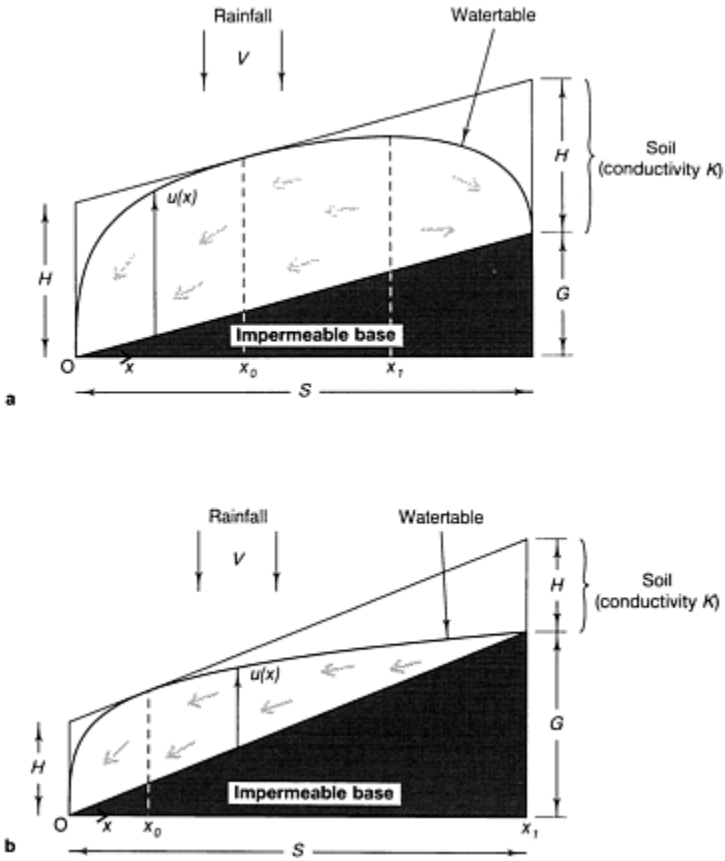 Rainfall
Watertable
V
u(x)
H
Soil
(conductivity K)
H
G
Impermeable base
O
x
x₀
x₁
S
a
Rainfall
Watertable
V
H
Soil
(conductivity K)
u(x)
G
H
Impermeable base
O
x
x₀
x₁
S
b